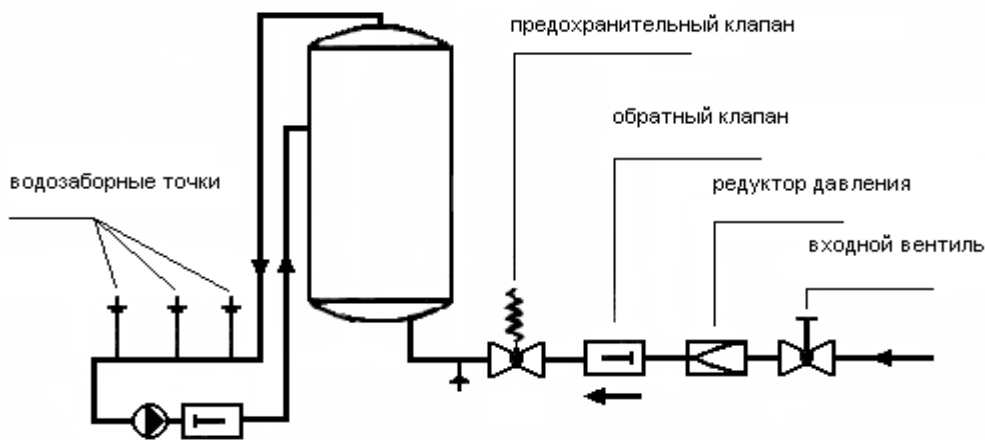 предохранительный клапан
обратный клапан
водозаборные точки
редуктор давления
входной вентиль